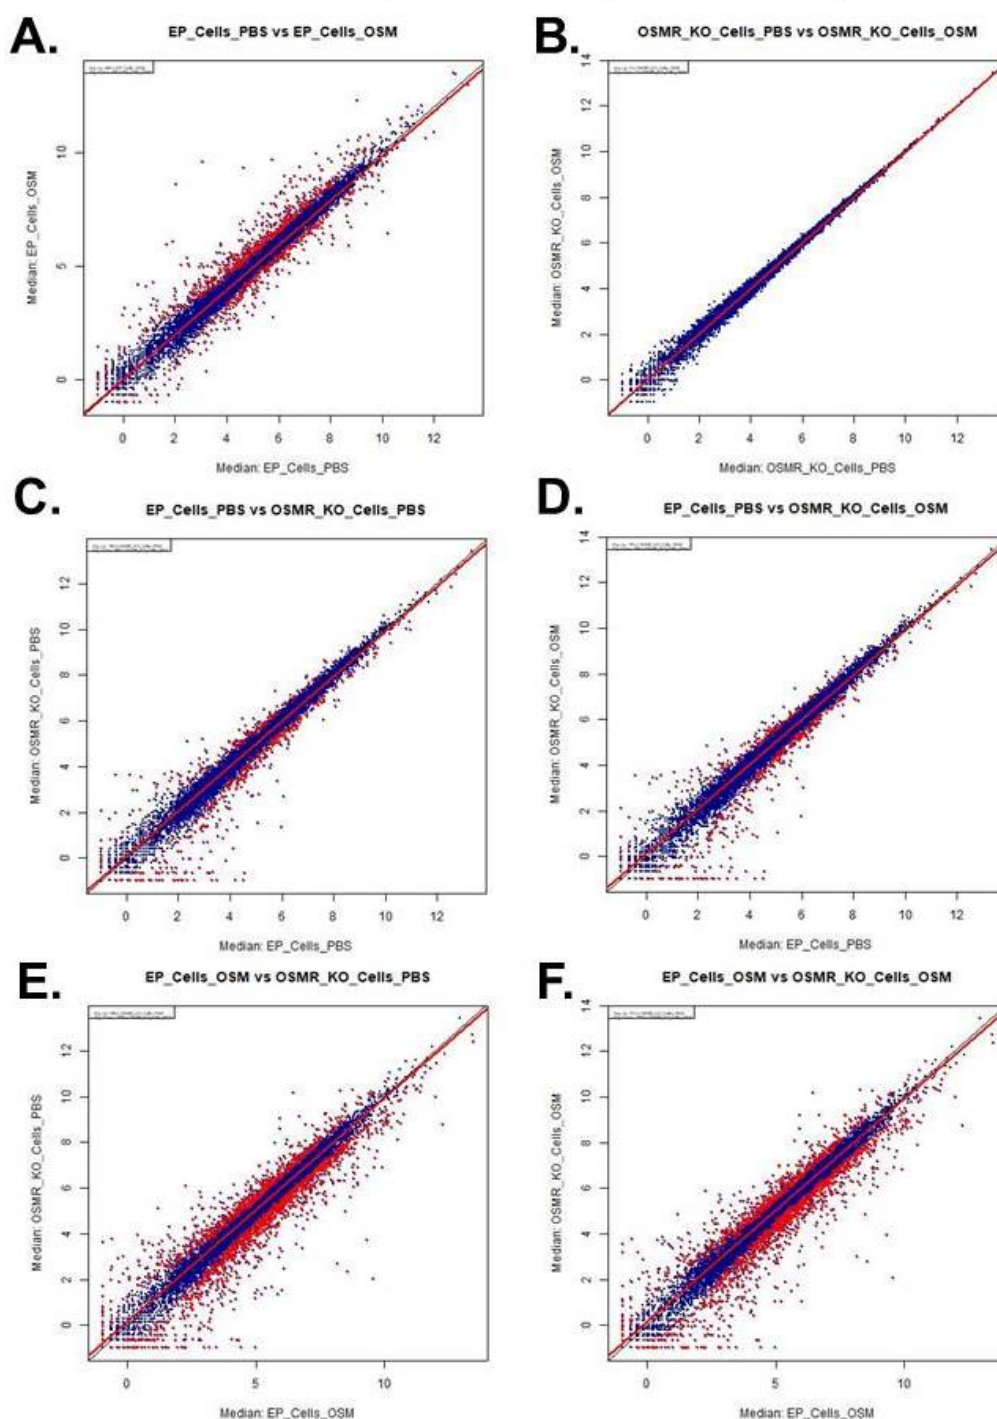 A.
EP_Cells_PBS vs EP_Cells_OSM
Median: EP_Cells_OSM
10
5
0
0 2 4 6 8 10 12
Median: EP_Cells_PBS
B.
OSMR_KO_Cells_PBS vs OSMR_KO_Cells_OSM
Median: OSMR_KO_Cells_OSM
14
12
10
8
6
4
2
0
0 2 4 6 8 10 12
Median: OSMR_KO_Cells_PBS
C.
EP_Cells_PBS vs OSMR_KO_Cells_PBS
Median: OSMR_KO_Cells_PBS
12
10
8
6
4
2
0
0 2 4 6 8 10 12
Median: EP_Cells_PBS
D.
EP_Cells_PBS vs OSMR_KO_Cells_OSM
Median: OSMR_KO_Cells_OSM
14
12
10
8
6
4
2
0
0 2 4 6 8 10 12
Median: EP_Cells_PBS
E.
EP_Cells_OSM vs OSMR_KO_Cells_PBS
Median: OSMR_KO_Cells_PBS
12
10
8
6
4
2
0
0 5 10
Median: EP_Cells_OSM
F.
EP_Cells_OSM vs OSMR_KO_Cells_OSM
Median: OSMR_KO_Cells_OSM
14
12
10
8
6
4
2
0
0 5 10
Median: EP_Cells_OSM